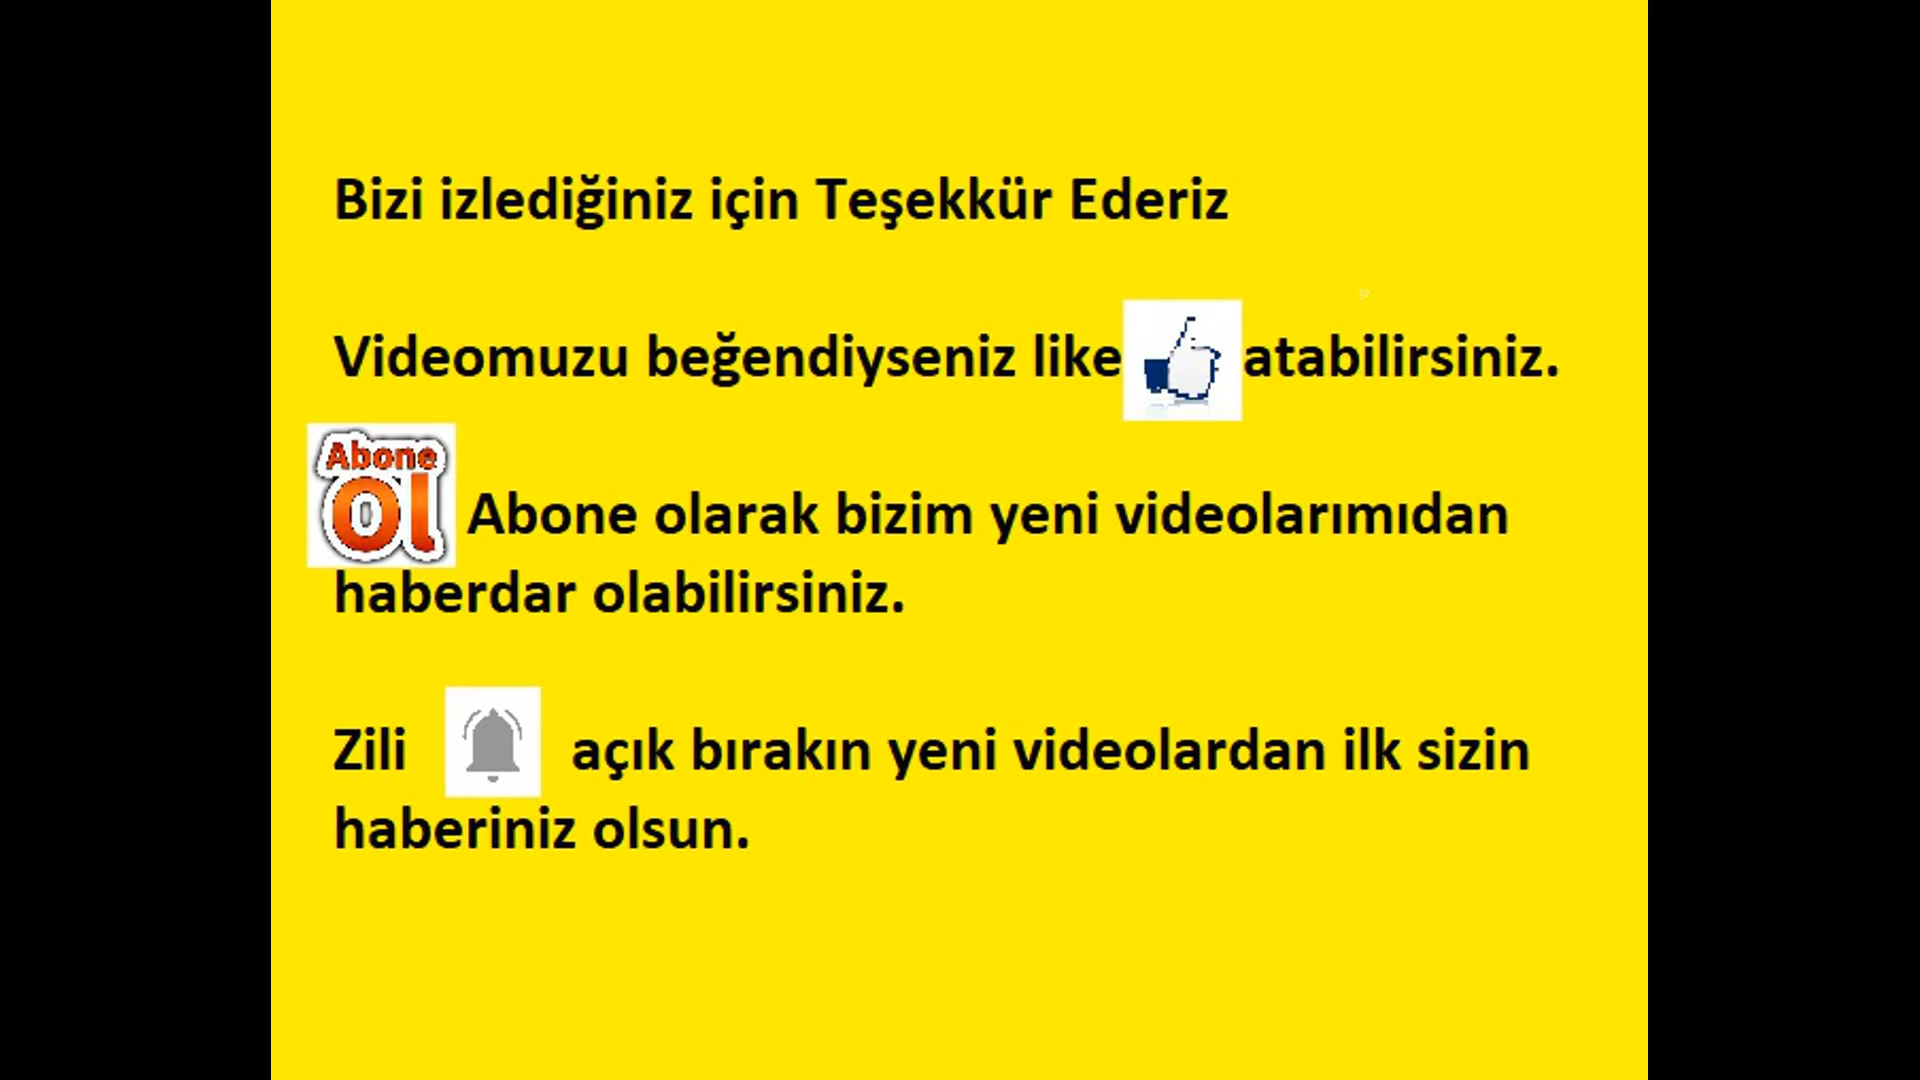 Bizi izlediğiniz için Teşekkür Ederiz
Videomuzu beğendiyseniz like atabilirsiniz.
Abone
ol
Abone olarak bizim yeni videolarımıdan
haberdar olabilirsiniz.
Zili açık bırakın yeni videolardan ilk sizin
haberiniz olsun.